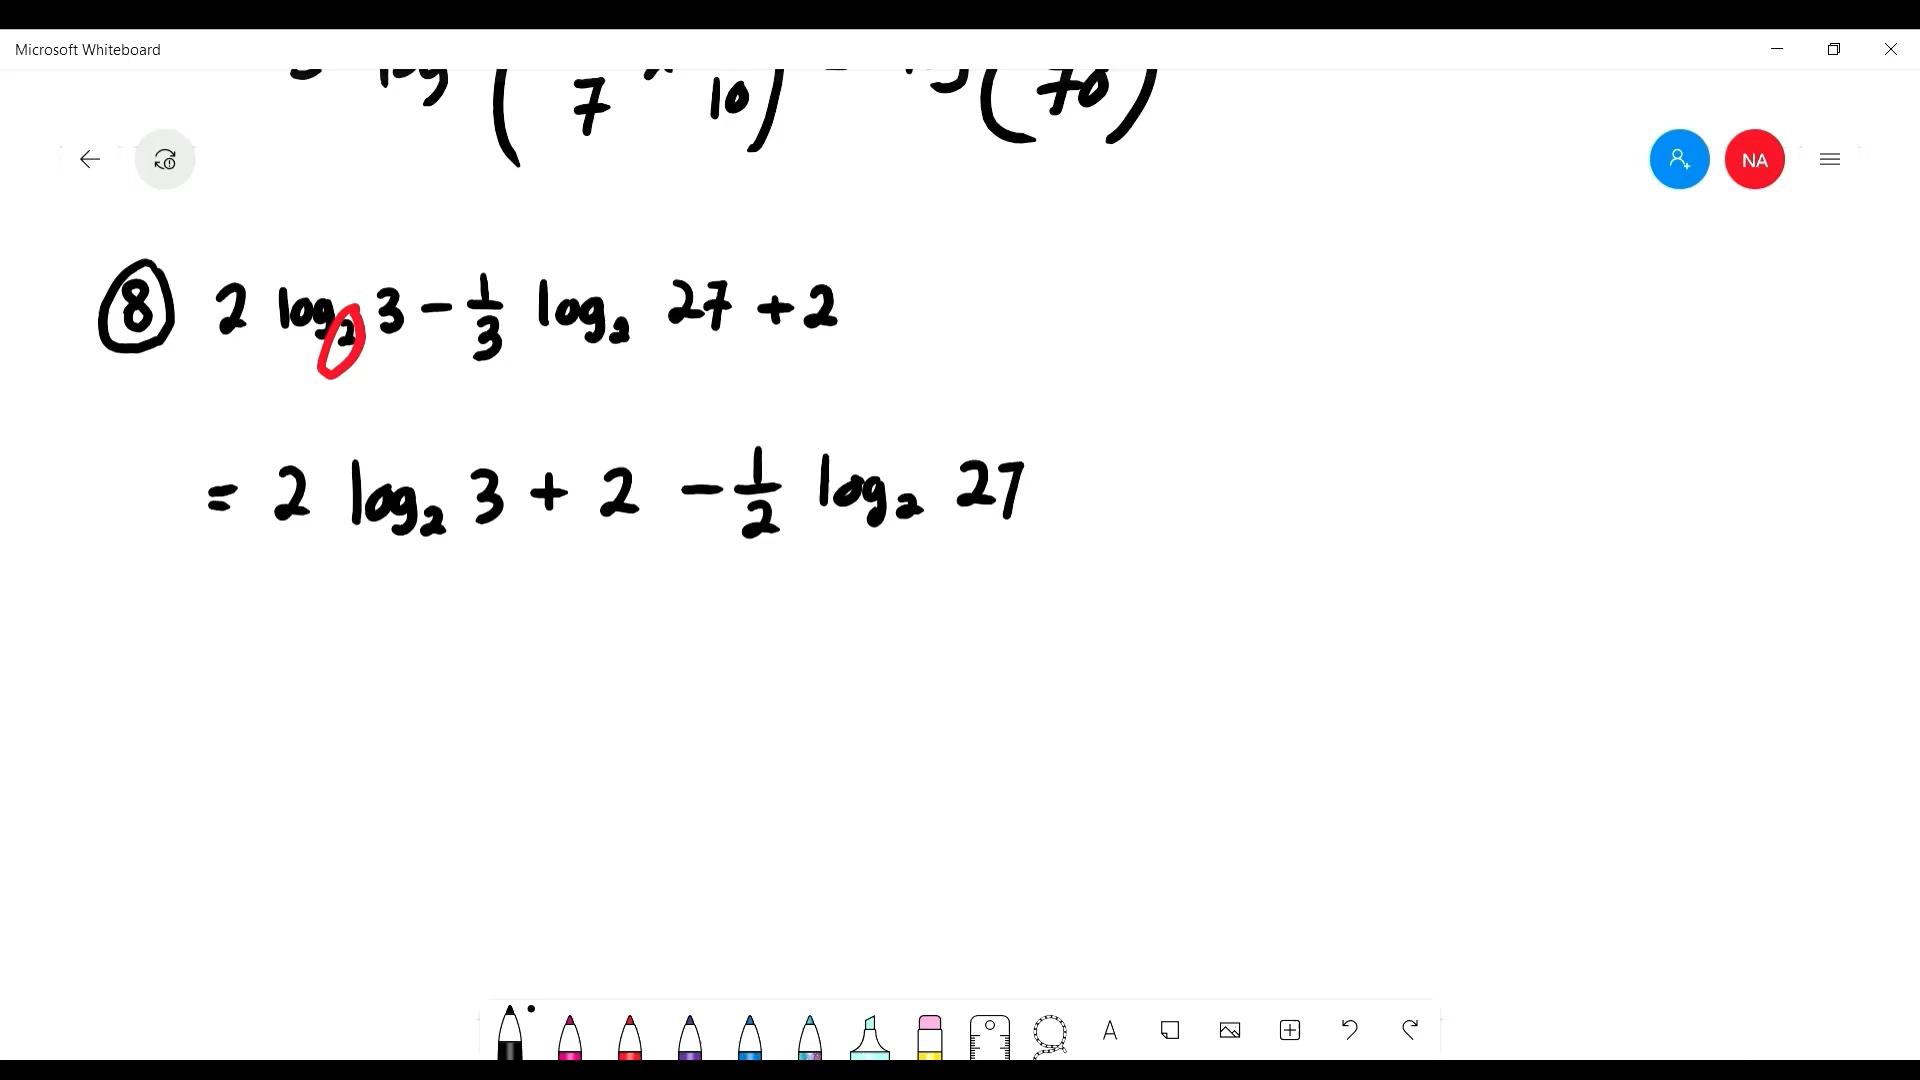 Microsoft Whiteboard
log ( 7 10 ) ( 70 )
NA
8 2 log₂ 3 - 1/3 log₂ 27 + 2
= 2 log₂ 3 + 2 - 1/2 log₂ 27
A